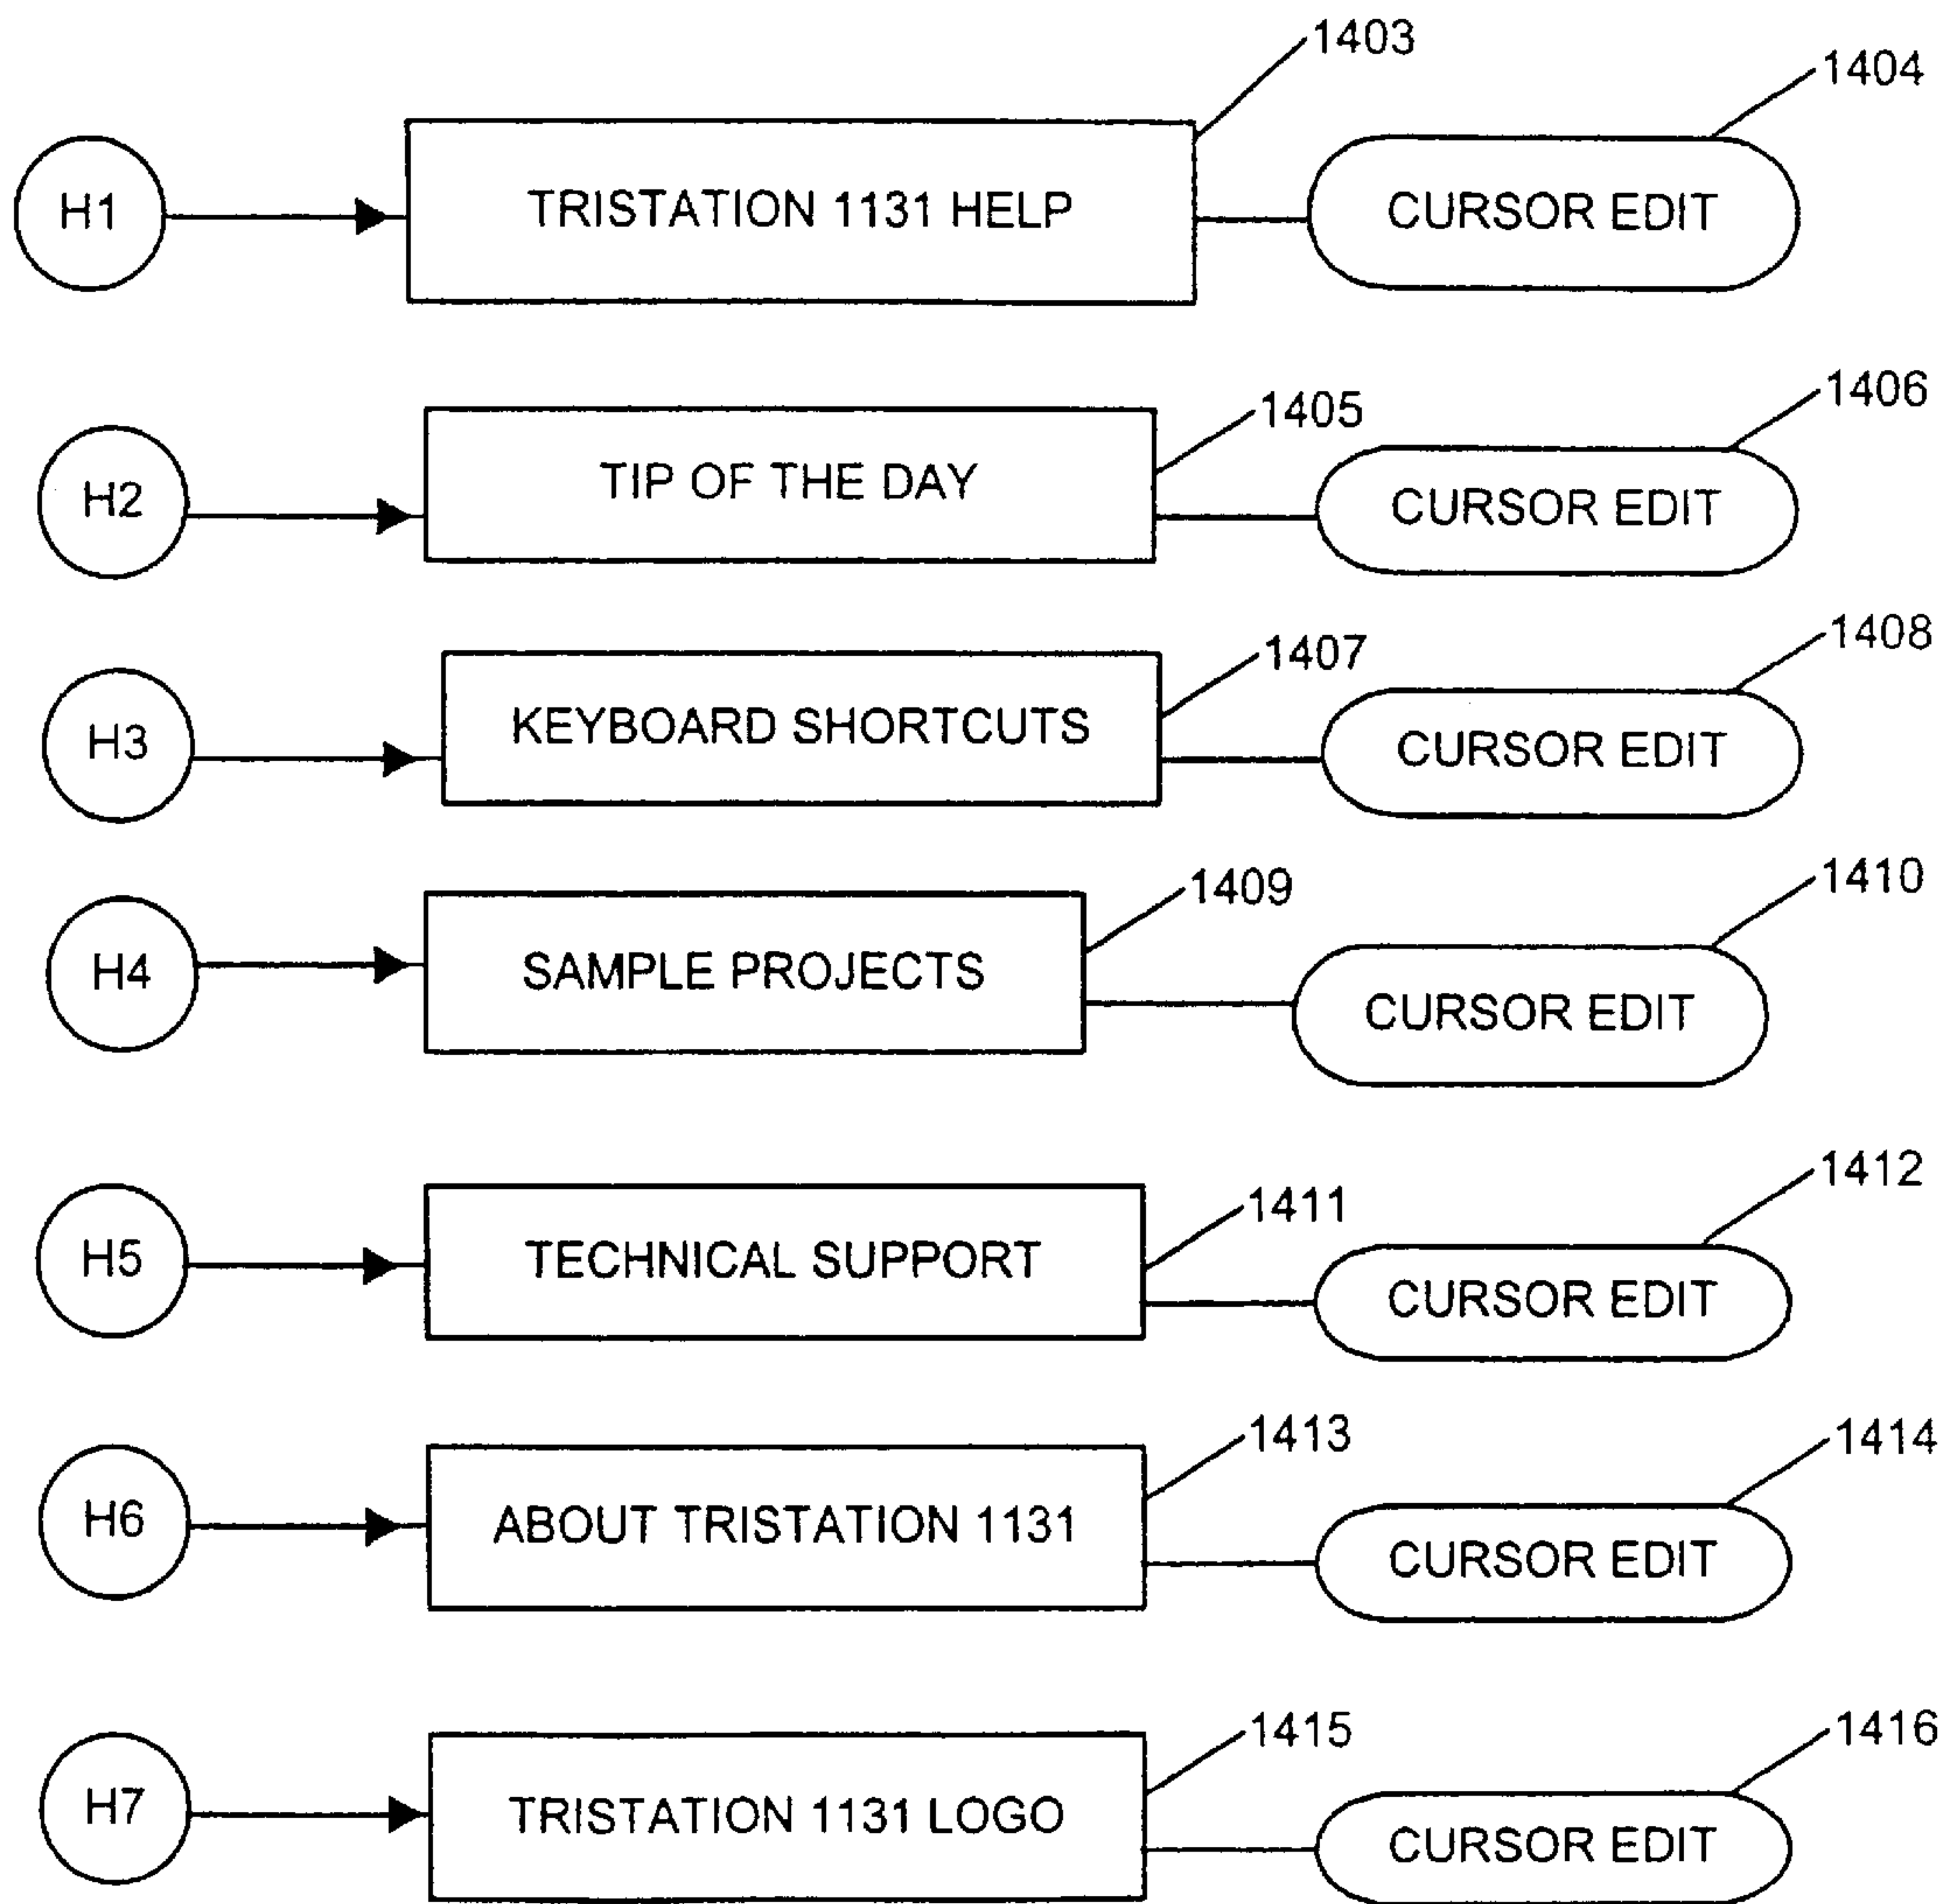 1403
1404
H1
TRISTATION 1131 HELP
CURSOR EDIT
1405
1406
H2
TIP OF THE DAY
CURSOR EDIT
1407
1408
H3
KEYBOARD SHORTCUTS
CURSOR EDIT
1409
1410
H4
SAMPLE PROJECTS
CURSOR EDIT
1411
1412
H5
TECHNICAL SUPPORT
CURSOR EDIT
1413
1414
H6
ABOUT TRISTATION 1131
CURSOR EDIT
1415
1416
H7
TRISTATION 1131 LOGO
CURSOR EDIT